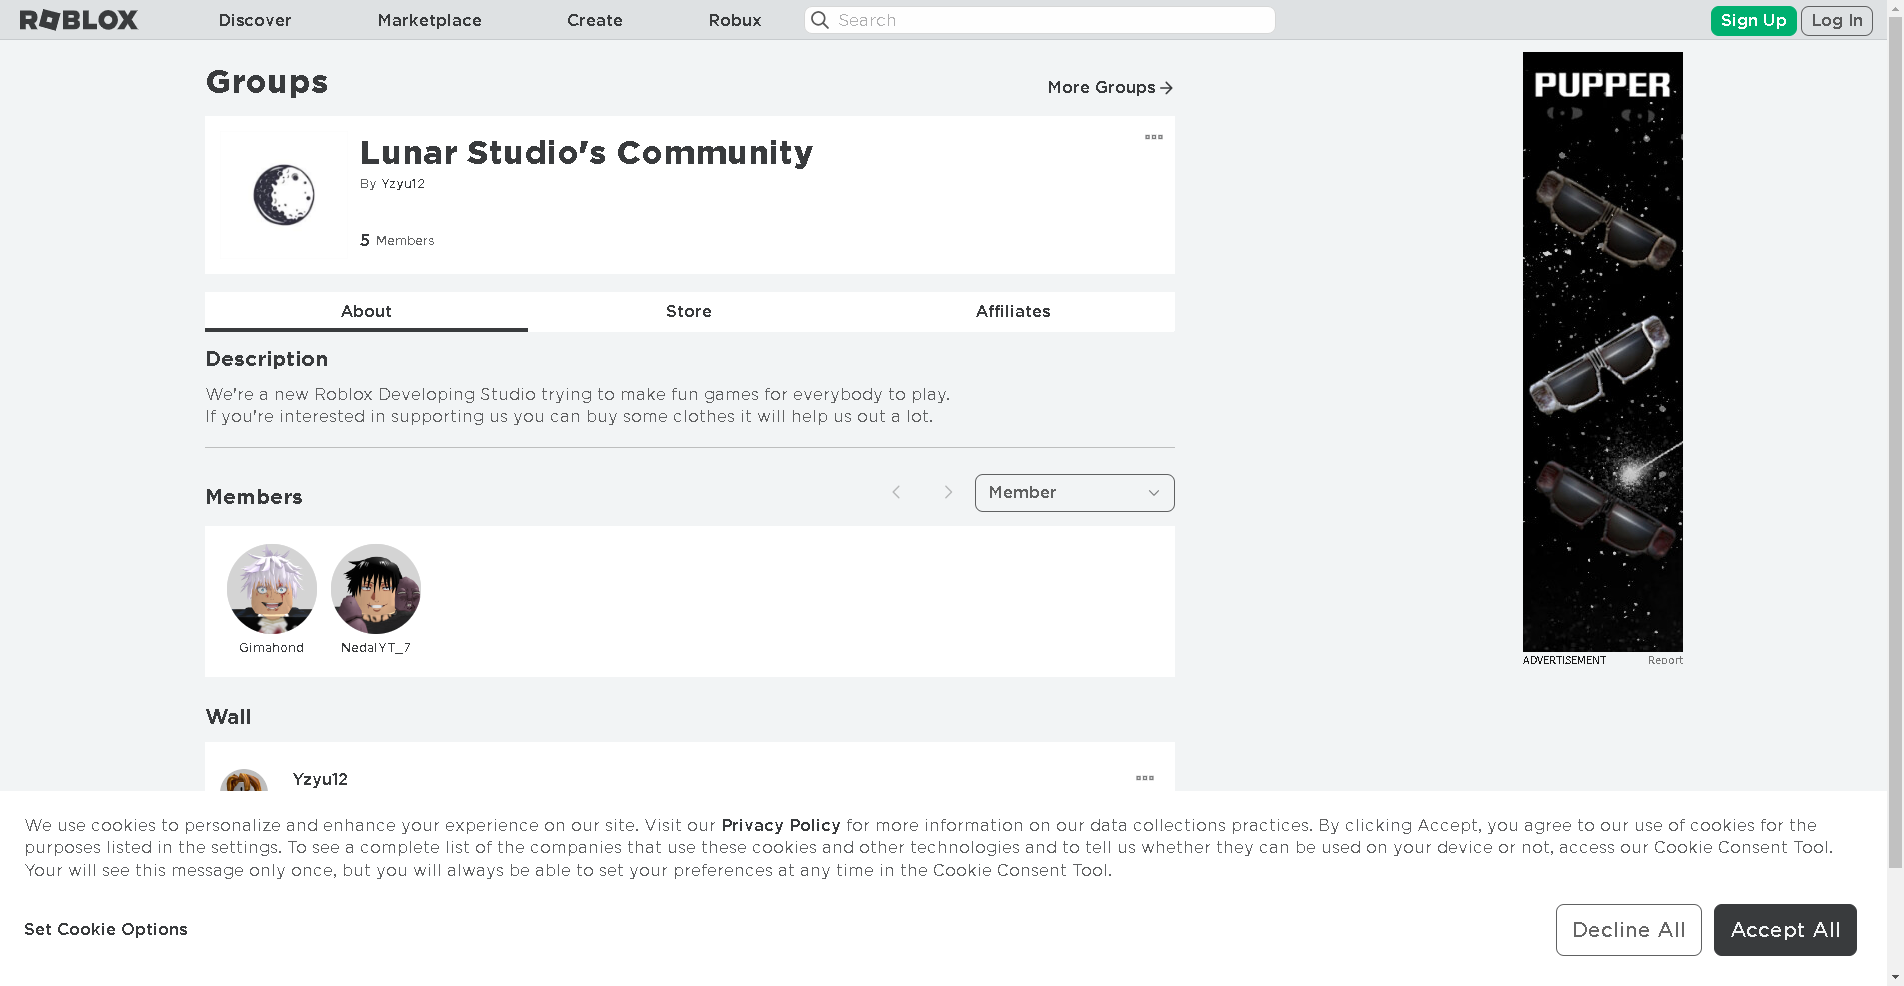 ROBLOX
Discover
Marketplace
Create
Robux
Search
Sign Up
Log In
Groups
More Groups
Lunar Studio's Community
By Yzyu12
5 Members
About
Store
Affiliates
Description
We're a new Roblox Developing Studio trying to make fun games for everybody to play.
If you're interested in supporting us you can buy some clothes it will help us out a lot.
Members
Member
Gimahond
NedalYT_7
Wall
Yzyu12
PUPPER
ADVERTISEMENT
Report
We use cookies to personalize and enhance your experience on our site. Visit our Privacy Policy for more information on our data collections practices. By clicking Accept, you agree to our use of cookies for the
purposes listed in the settings. To see a complete list of the companies that use these cookies and other technologies and to tell us whether they can be used on your device or not, access our Cookie Consent Tool.
Your will see this message only once, but you will always be able to set your preferences at any time in the Cookie Consent Tool.
Set Cookie Options
Decline All
Accept All